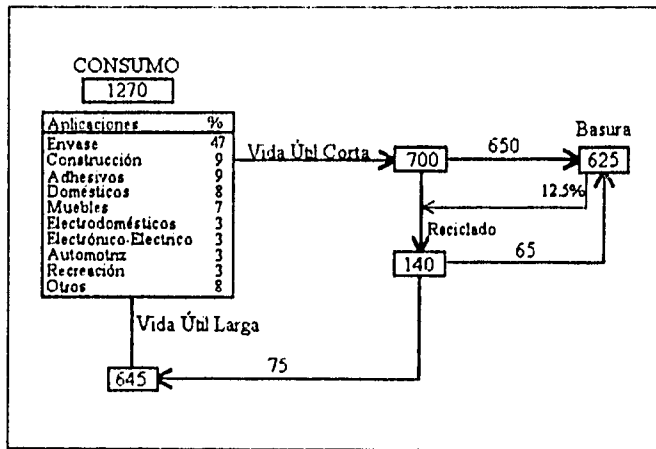 CONSUMO
1270
Aplicaciones %
Envase 47
Construcción 9
Adhesivos 9
Domésticos 8
Muebles 7
Electrodomésticos 3
Electrónico-Electrico 3
Automotriz 3
Recreación 3
Otros 8
Vida Útil Corta
700
650
Basura
625
12.5%
Reciclado
140
65
Vida Útil Larga
75
645